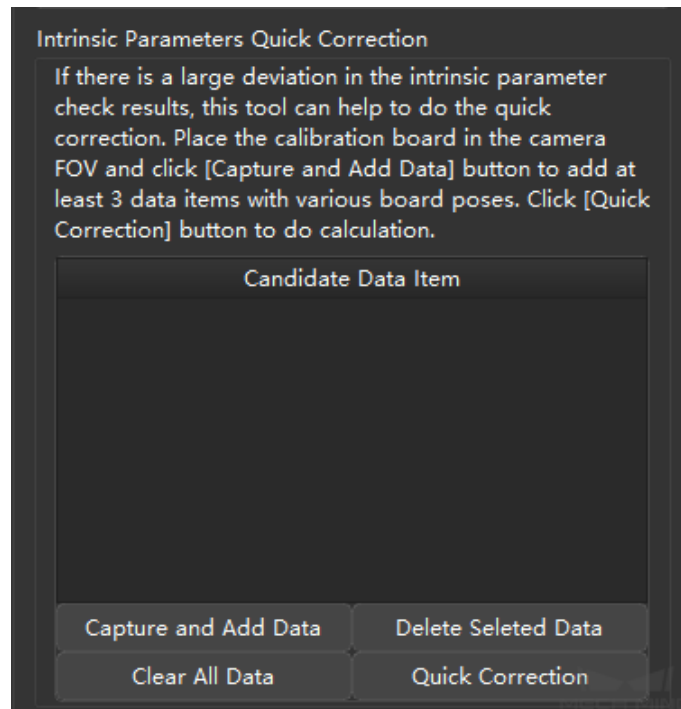 Intrinsic Parameters Quick Correction
If there is a large deviation in the intrinsic parameter
check results, this tool can help to do the quick
correction. Place the calibration board in the camera
FOV and click [Capture and Add Data] button to add at
least 3 data items with various board poses. Click [Quick
Correction] button to do calculation.
Candidate Data Item
Capture and Add Data
Delete Seleted Data
Clear All Data
Quick Correction